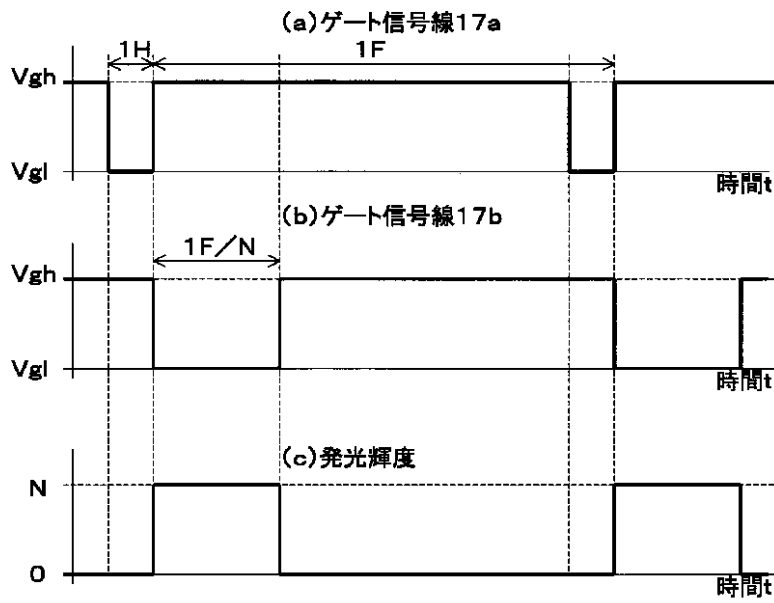 (a)ゲート信号線17a
1H
1F
Vgh
Vgl
時間t
(b)ゲート信号線17b
1F/N
Vgh
Vgl
時間t
(c)発光輝度
N
0
時間t